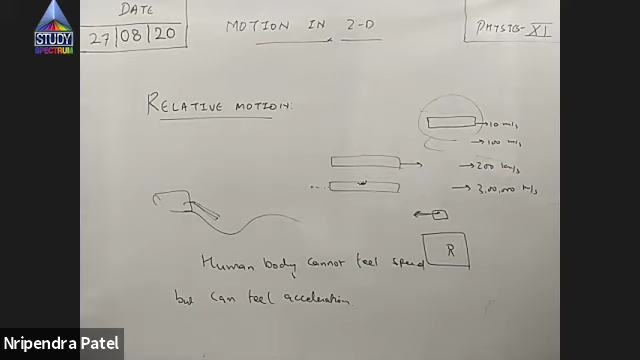 STUDY
SPECTRUM
DATE
27/08/20
MOTION IN 2-D
PHYSICS-XI
RELATIVE MOTION:
10 m/s
100 m/s
200 km/s
3,00,000 m/s
R
Human body cannot feel speed
but can feel acceleration.
Nripendra Patel